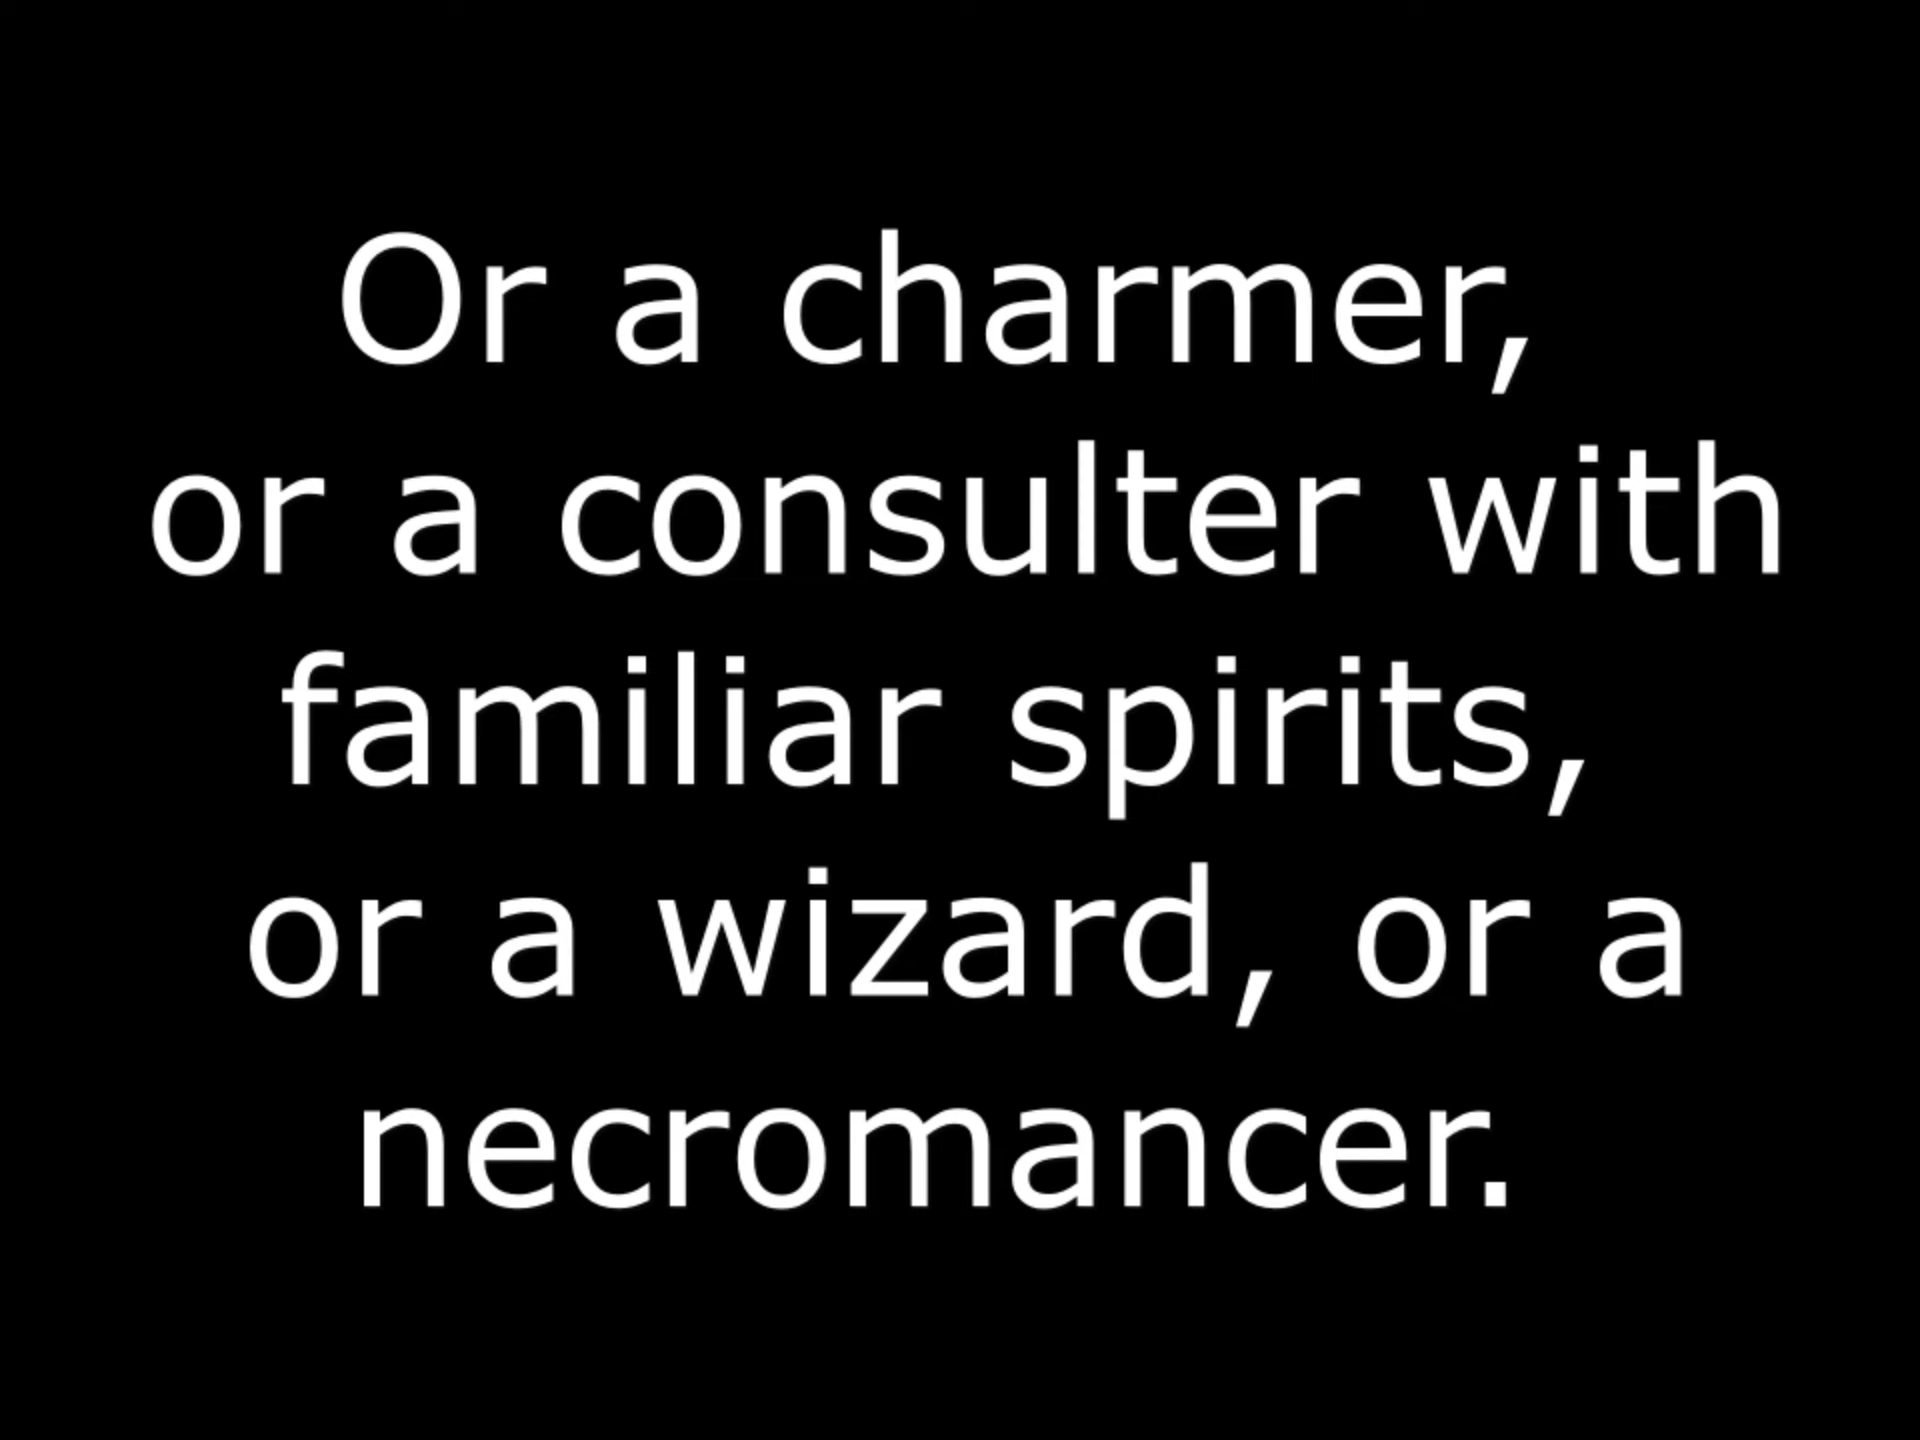 Or a charmer,
or a consulter with
familiar spirits,
or a wizard, or a
necromancer.